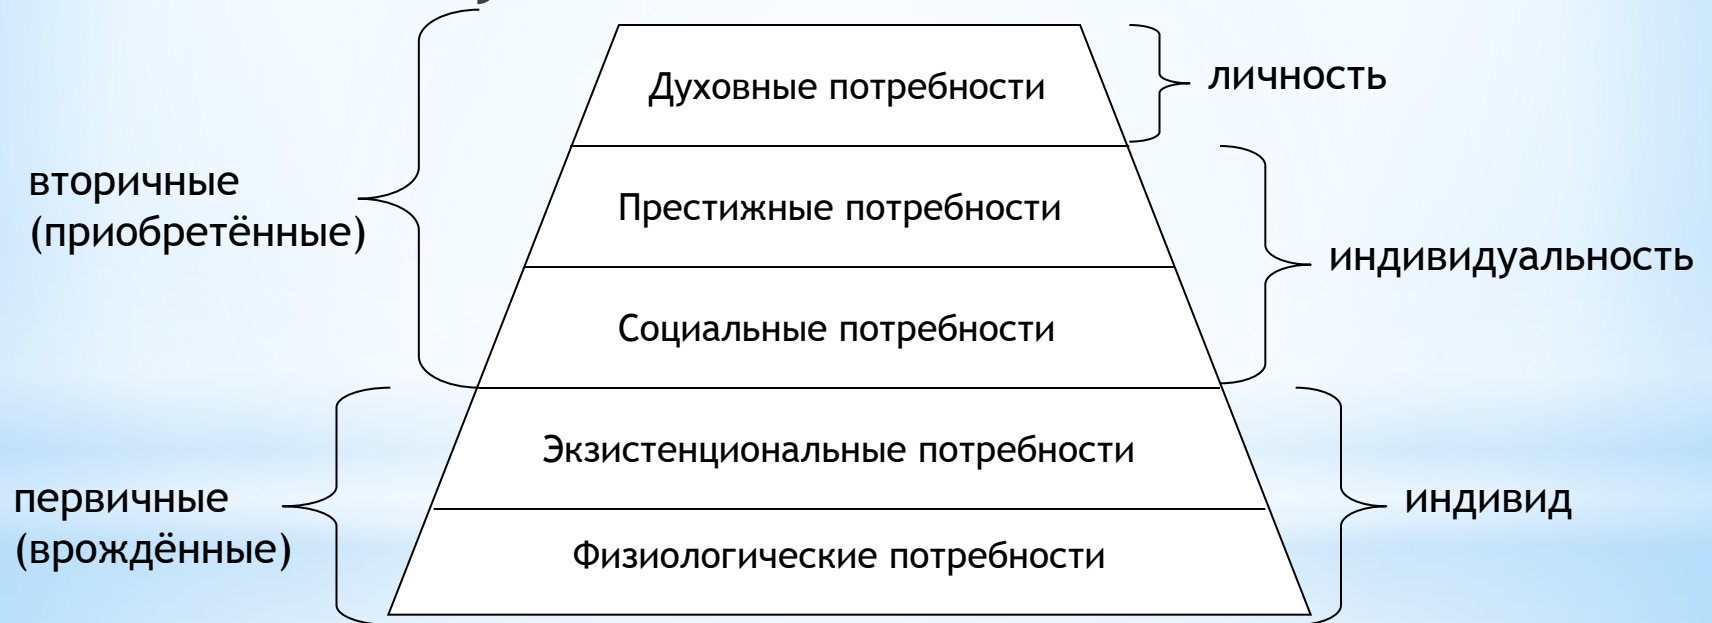 Духовные потребности
личность
вторичные
(приобретённые)
Престижные потребности
индивидуальность
Социальные потребности
Экзистенциональные потребности
первичные
(врождённые)
индивид
Физиологические потребности